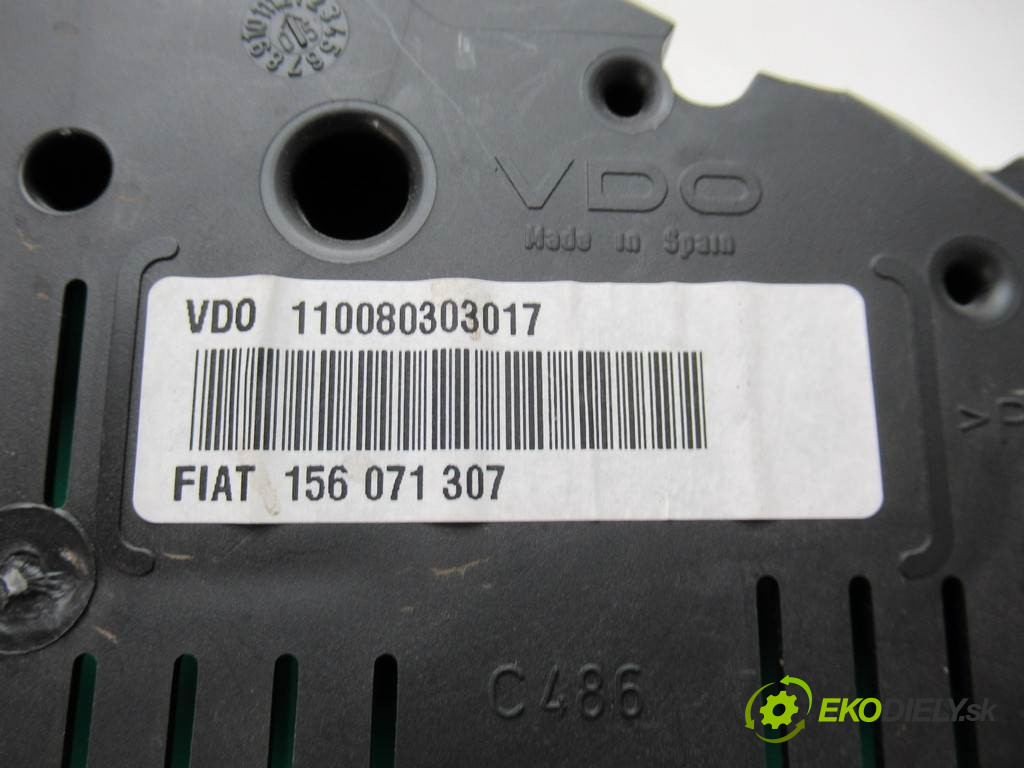 VDO
Made in Spain
VDO 110080303017
FIAT 156 071 307
C486
EKODIELY.sk